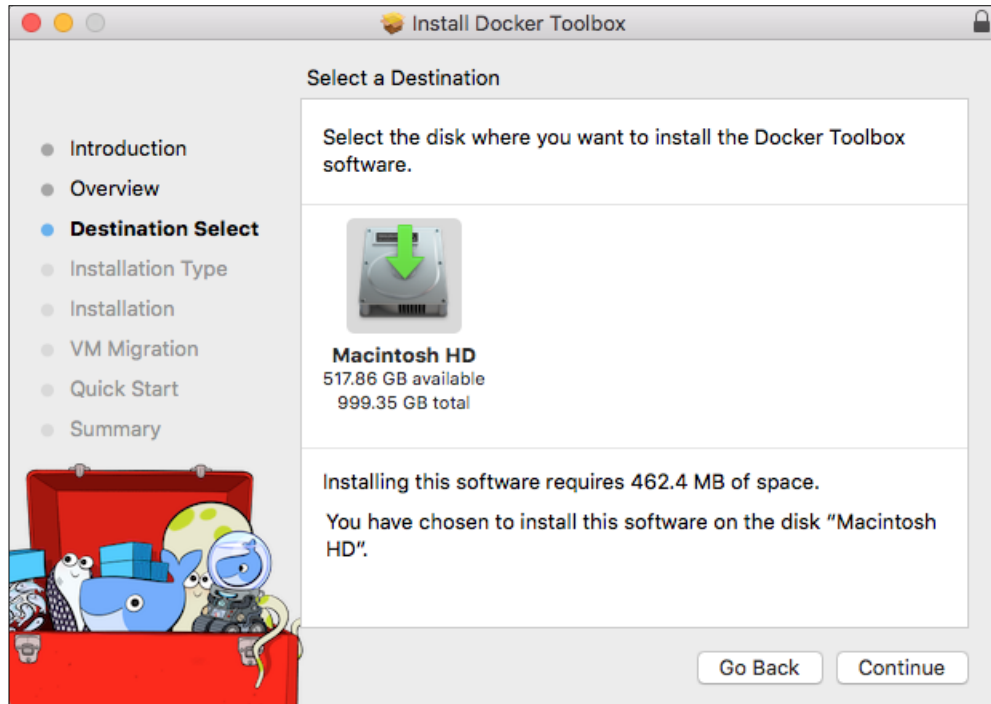 Install Docker Toolbox
Select a Destination
Introduction
Overview
Destination Select
Installation Type
Installation
VM Migration
Quick Start
Summary
Select the disk where you want to install the Docker Toolbox
software.
Macintosh HD
517.86 GB available
999.35 GB total
Installing this software requires 462.4 MB of space.
You have chosen to install this software on the disk “Macintosh
HD”.
Go Back
Continue